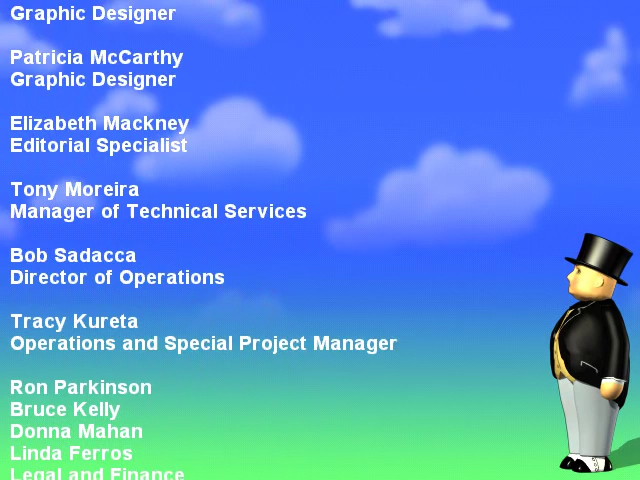 Graphic Designer
Patricia McCarthy
Graphic Designer
Elizabeth Mackney
Editorial Specialist
Tony Moreira
Manager of Technical Services
Bob Sadacca
Director of Operations
Tracy Kureta
Operations and Special Project Manager
Ron Parkinson
Bruce Kelly
Donna Mahan
Linda Ferros
Legal and Finance